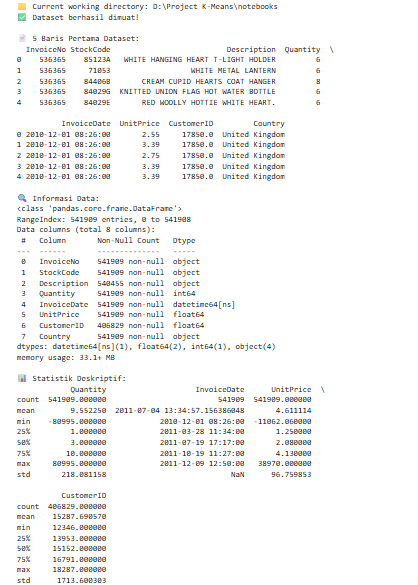 Current working directory: D:\Project K-Means\notebooks
Dataset berhasil dimuat!
5 Baris Pertama Dataset:
InvoiceNo StockCode Description Quantity \
0 536365 85123A WHITE HANGING HEART T-LIGHT HOLDER 6
1 536365 71053 WHITE METAL LANTERN 6
2 536365 84406B CREAM CUPID HEARTS COAT HANGER 8
3 536365 84029G KNITTED UNION FLAG HOT WATER BOTTLE 6
4 536365 84029E RED WOOLLY HOTTIE WHITE HEART. 6
InvoiceDate UnitPrice CustomerID Country
0 2010-12-01 08:26:00 2.55 17850.0 United Kingdom
1 2010-12-01 08:26:00 3.39 17850.0 United Kingdom
2 2010-12-01 08:26:00 2.75 17850.0 United Kingdom
3 2010-12-01 08:26:00 3.39 17850.0 United Kingdom
4 2010-12-01 08:26:00 3.39 17850.0 United Kingdom
Informasi Data:
<class 'pandas.core.frame.DataFrame'>
RangeIndex: 541909 entries, 0 to 541908
Data columns (total 8 columns):
# Column Non-Null Count Dtype
--- ------ -------------- -----
0 InvoiceNo 541909 non-null object
1 StockCode 541909 non-null object
2 Description 540455 non-null object
3 Quantity 541909 non-null int64
4 InvoiceDate 541909 non-null datetime64[ns]
5 UnitPrice 541909 non-null float64
6 CustomerID 406829 non-null float64
7 Country 541909 non-null object
dtypes: datetime64[ns](1), float64(2), int64(1), object(4)
memory usage: 33.1+ MB
Statistik Deskriptif:
Quantity InvoiceDate UnitPrice \
count 541909.000000 541909 541909.000000
mean 9.552250 2011-07-04 13:34:57.156386048 4.611114
min -80995.000000 2010-12-01 08:26:00 -11062.060000
25% 1.000000 2011-03-28 11:34:00 1.250000
50% 3.000000 2011-07-19 17:17:00 2.080000
75% 10.000000 2011-10-19 11:27:00 4.130000
max 80995.000000 2011-12-09 12:50:00 38970.000000
std 218.081158 NaN 96.759853
CustomerID
count 406829.000000
mean 15287.690570
min 12346.000000
25% 13953.000000
50% 15152.000000
75% 16791.000000
max 18287.000000
std 1713.600303